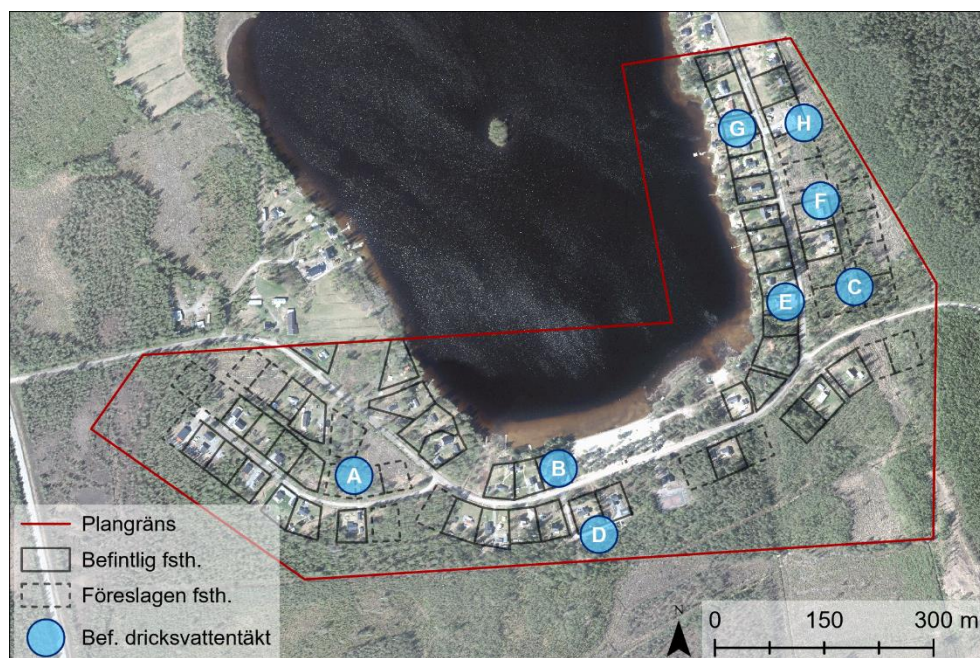 G
H
F
C
E
A
B
D
Plangräns
Befintlig fsth.
Föreslagen fsth.
Bef. dricksvattentäkt
N
0 150 300 m